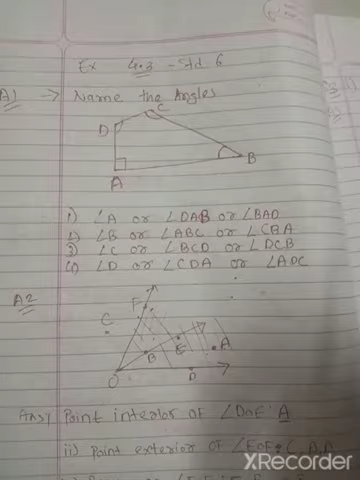 Ex 4.3 - Std 6
A1) → Name the Angles
C
D
B
A
1) ∠A or ∠DAB or ∠BAD
2) ∠B or ∠ABC or ∠CBA
3) ∠C or ∠BCD or ∠DCB
4) ∠D or ∠CDA or ∠ADC
A2
F
C
E
A
B
O
D
Ans) Point interior of ∠DOE : A
ii) Point exterior of ∠EOF : C, A, D
XRecorder